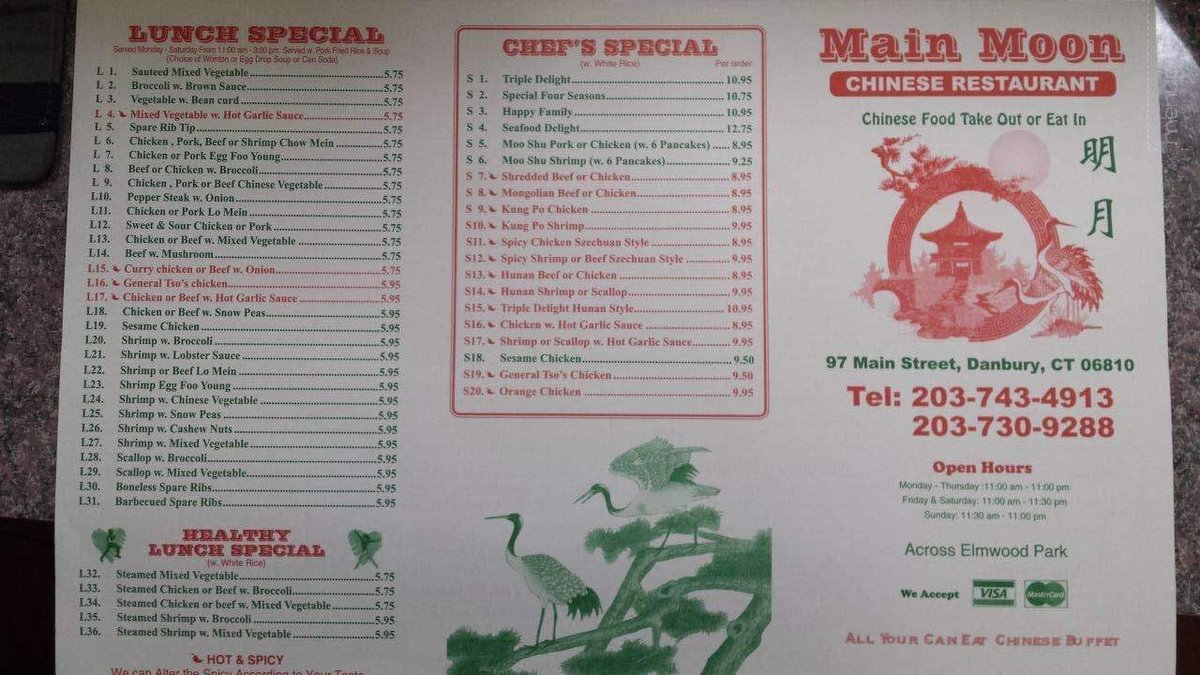 LUNCH SPECIAL
Served Monday - Saturday From 11:00 am - 3:00 pm, Served w. Pork Fried Rice & Soup
(Choice of Wonton or Egg Drop Soup or Can Soda)
L 1. Sauteed Mixed Vegetable 5.75
L 2. Broccoli w. Brown Sauce 5.75
L 3. Vegetable w. Bean curd 5.75
L 4. Mixed Vegetable w. Hot Garlic Sauce 5.75
L 5. Spare Rib Tip 5.75
L 6. Chicken , Pork, Beef or Shrimp Chow Mein 5.75
L 7. Chicken or Pork Egg Foo Young 5.75
L 8. Beef or Chicken w. Broccoli 5.75
L 9. Chicken , Pork or Beef Chinese Vegetable 5.75
L10. Pepper Steak w. Onion 5.75
L11. Chicken or Pork Lo Mein 5.75
L12. Sweet & Sour Chicken or Pork 5.75
L13. Chicken or Beef w. Mixed Vegetable 5.75
L14. Beef w. Mushroom 5.75
L15. Curry chicken or Beef w. Onion 5.75
L16. General Tso's chicken 5.95
L17. Chicken or Beef w. Hot Garlic Sauce 5.95
L18. Chicken or Beef w. Snow Peas 5.95
L19. Sesame Chicken 5.95
L20. Shrimp w. Broccoli 5.95
L21. Shrimp w. Lobster Sauce 5.95
L22. Shrimp or Beef Lo Mein 5.95
L23. Shrimp Egg Foo Young 5.95
L24. Shrimp w. Chinese Vegetable 5.95
L25. Shrimp w. Snow Peas 5.95
L26. Shrimp w. Cashew Nuts 5.95
L27. Shrimp w. Mixed Vegetable 5.95
L28. Scallop w. Broccoli 5.95
L29. Scallop w. Mixed Vegetable 5.95
L30. Boneless Spare Ribs 5.95
L31. Barbecued Spare Ribs 5.95
HEALTHY
LUNCH SPECIAL
(w. White Rice)
L32. Steamed Mixed Vegetable 5.75
L33. Steamed Chicken or Beef w. Broccoli 5.75
L34. Steamed Chicken or beef w. Mixed Vegetable 5.75
L35. Steamed Shrimp w. Broccoli 5.95
L36. Steamed Shrimp w. Mixed Vegetable 5.95
HOT & SPICY
We can Alter the Spicy According to Your Taste
CHEF'S SPECIAL
(w. White Rice) Per order
S 1. Triple Delight 10.95
S 2. Special Four Seasons 10.75
S 3. Happy Family 10.95
S 4. Seafood Delight 12.75
S 5. Moo Shu Pork or Chicken (w. 6 Pancakes) 8.95
S 6. Moo Shu Shrimp (w. 6 Pancakes) 9.25
S 7. Shredded Beef or Chicken 8.95
S 8. Mongolian Beef or Chicken 8.95
S 9. Kung Po Chicken 8.95
S10. Kung Po Shrimp 9.95
S11. Spicy Chicken Szechuan Style 8.95
S12. Spicy Shrimp or Beef Szechuan Style 9.95
S13. Hunan Beef or Chicken 8.95
S14. Hunan Shrimp or Scallop 9.95
S15. Triple Delight Hunan Style 10.95
S16. Chicken w. Hot Garlic Sauce 8.95
S17. Shrimp or Scallop w. Hot Garlic Sauce 9.95
S18. Sesame Chicken 9.50
S19. General Tso's Chicken 9.50
S20. Orange Chicken 9.95
Main Moon
CHINESE RESTAURANT
Chinese Food Take Out or Eat In
明
月
97 Main Street, Danbury, CT 06810
Tel: 203-743-4913
203-730-9288
Open Hours
Monday - Thursday :11:00 am - 11:00 pm
Friday & Saturday: 11:00 am - 11:30 pm
Sunday: 11:30 am - 11:00 pm
Across Elmwood Park
We Accept VISA MasterCard
ALL YOUR CAN EAT CHINESE BUFFET